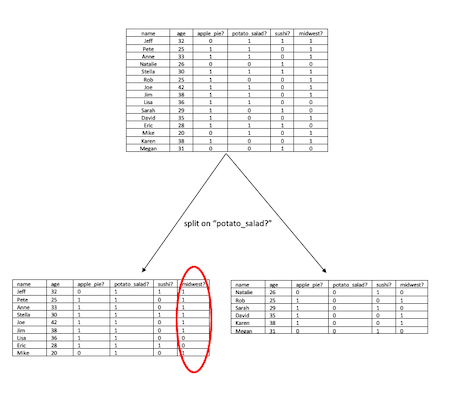 name age apple_pie? potato_salad? sushi? midwest?
Jeff 32 0 1 1 1
Pete 25 1 1 0 1
Anne 33 1 1 0 1
Natalie 26 0 0 1 0
Stella 30 1 1 1 1
Rob 25 1 0 0 1
Joe 42 1 1 0 1
Jim 38 1 1 0 1
Lisa 36 1 1 0 0
Sarah 29 1 0 1 0
David 35 1 0 0 1
Eric 28 1 1 1 0
Mike 20 0 1 0 1
Karen 38 1 0 0 1
Megan 31 0 0 1 0
split on "potato_salad?"
name age apple_pie? potato_salad? sushi? midwest?
Jeff 32 0 1 1 1
Pete 25 1 1 0 1
Anne 33 1 1 0 1
Stella 30 1 1 1 1
Joe 42 1 1 0 1
Jim 38 1 1 0 1
Lisa 36 1 1 0 0
Eric 28 1 1 1 0
Mike 20 0 1 0 1
name age apple_pie? potato_salad? sushi? midwest?
Natalie 26 0 0 1 0
Rob 25 1 0 0 1
Sarah 29 1 0 1 0
David 35 1 0 0 1
Karen 38 1 0 0 1
Megan 31 0 0 1 0